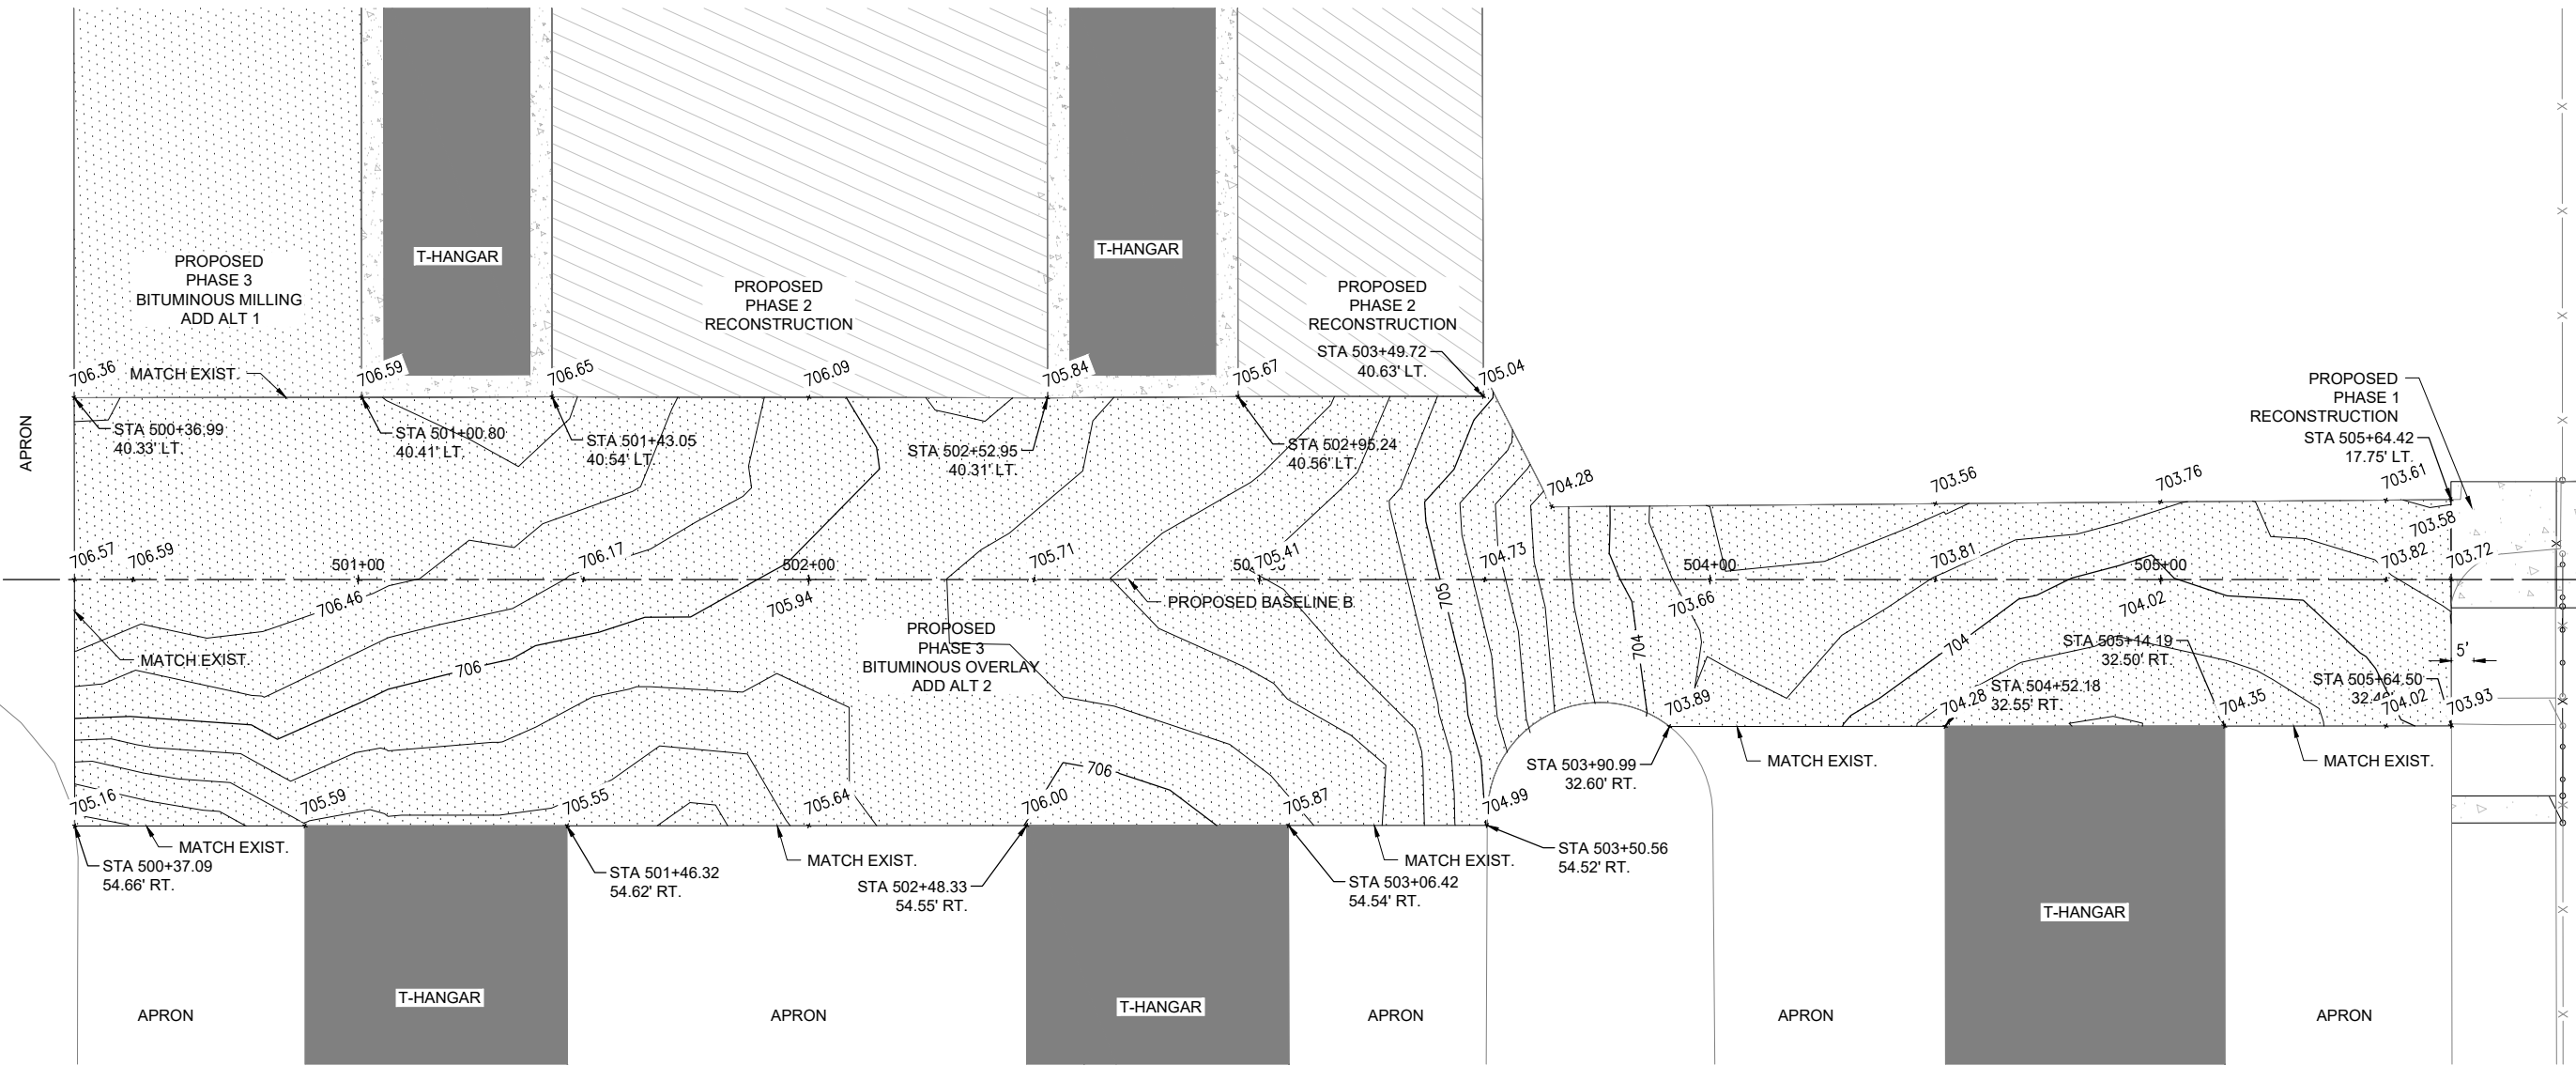 T-HANGAR
T-HANGAR
PROPOSED
PHASE 3
BITUMINOUS MILLING
ADD ALT 1
PROPOSED
PHASE 2
RECONSTRUCTION
PROPOSED
PHASE 2
RECONSTRUCTION
STA 503+49.72
40.63' LT.
706.36
MATCH EXIST.
706.59
706.65
706.09
705.84
705.67
705.04
PROPOSED
PHASE 1
RECONSTRUCTION
STA 505+64.42
17.75' LT.
APRON
STA 500+36.99
40.33' LT.
STA 501+00.80
40.41' LT.
STA 501+43.05
40.54' LT
STA 502+52.95
40.31' LT.
STA 502+95.24
40.56' LT.
704.28
703.56
703.76
703.61
703.58
706.57
706.59
501+00
706.17
502+00
705.71
705.41
704.73
504+00
703.81
505+00
703.82
703.72
706.46
705.94
PROPOSED BASELINE B
705
703.66
704.02
PROPOSED
PHASE 3
BITUMINOUS OVERLAY
ADD ALT 2
MATCH EXIST.
706
704
704
STA 505+14.19
32.50' RT.
5'
STA 504+52.18
32.55' RT.
STA 505+64.50
703.89
704.28
704.35
704.02
703.93
STA 503+90.99
32.60' RT.
MATCH EXIST.
MATCH EXIST.
706
705.16
705.59
705.55
705.64
706.00
705.87
704.99
MATCH EXIST.
STA 500+37.09
54.66' RT.
STA 501+46.32
54.62' RT.
MATCH EXIST.
STA 502+48.33
54.55' RT.
MATCH EXIST.
STA 503+06.42
54.54' RT.
STA 503+50.56
54.52' RT.
T-HANGAR
T-HANGAR
T-HANGAR
APRON
APRON
APRON
APRON
APRON